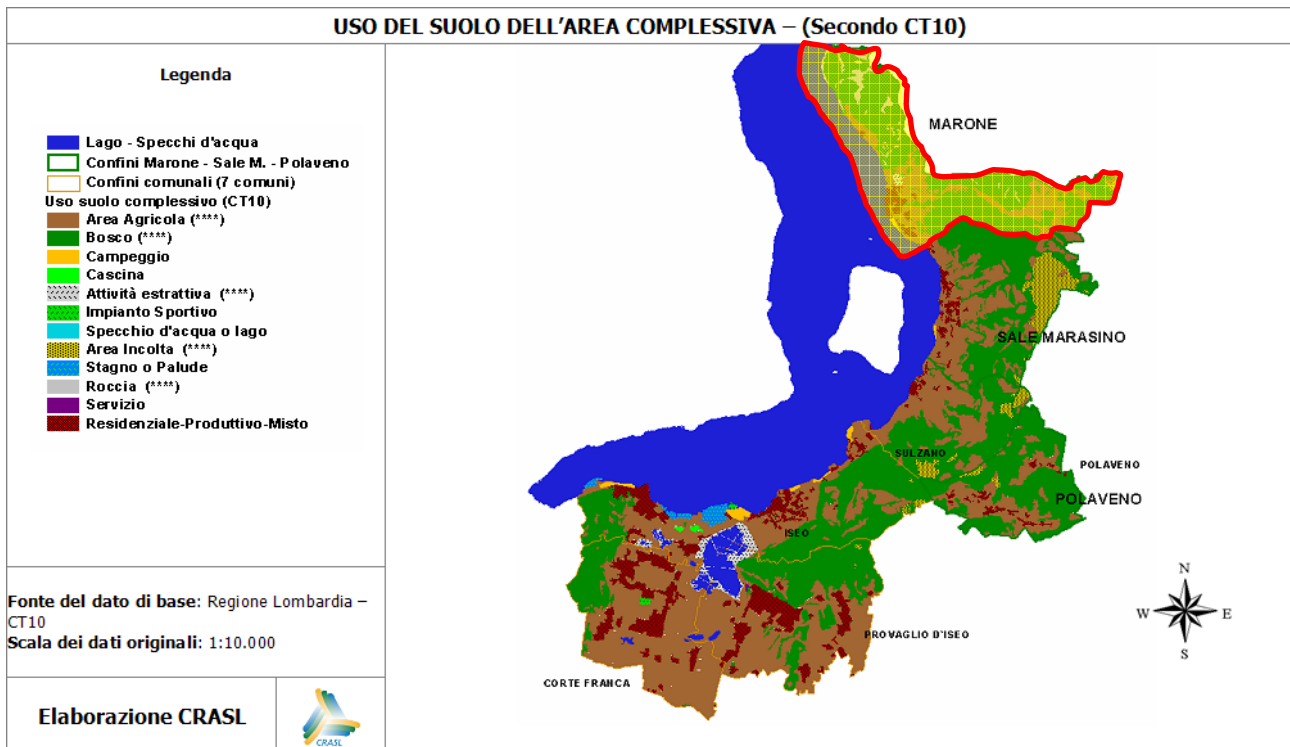 USO DEL SUOLO DELL'AREA COMPLESSIVA – (Secondo CT10)
Legenda
Lago - Specchi d'acqua
Confini Marone - Sale M. - Polaveno
Confini comunali (7 comuni)
Uso suolo complessivo (CT10)
Area Agricola (****)
Bosco (****)
Campeggio
Cascina
Attività estrattiva (****)
Impianto Sportivo
Specchio d'acqua o lago
Area Incolta (****)
Stagno o Palude
Roccia (****)
Servizio
Residenziale-Produttivo-Misto
Fonte del dato di base: Regione Lombardia –
CT10
Scala dei dati originali: 1:10.000
Elaborazione CRASL
CRASL
MARONE
SALE MARASINO
SULZANO
POLAVENO
POLAVENO
ISEO
PROVAGLIO D'ISEO
CORTE FRANCA
N
W
E
S